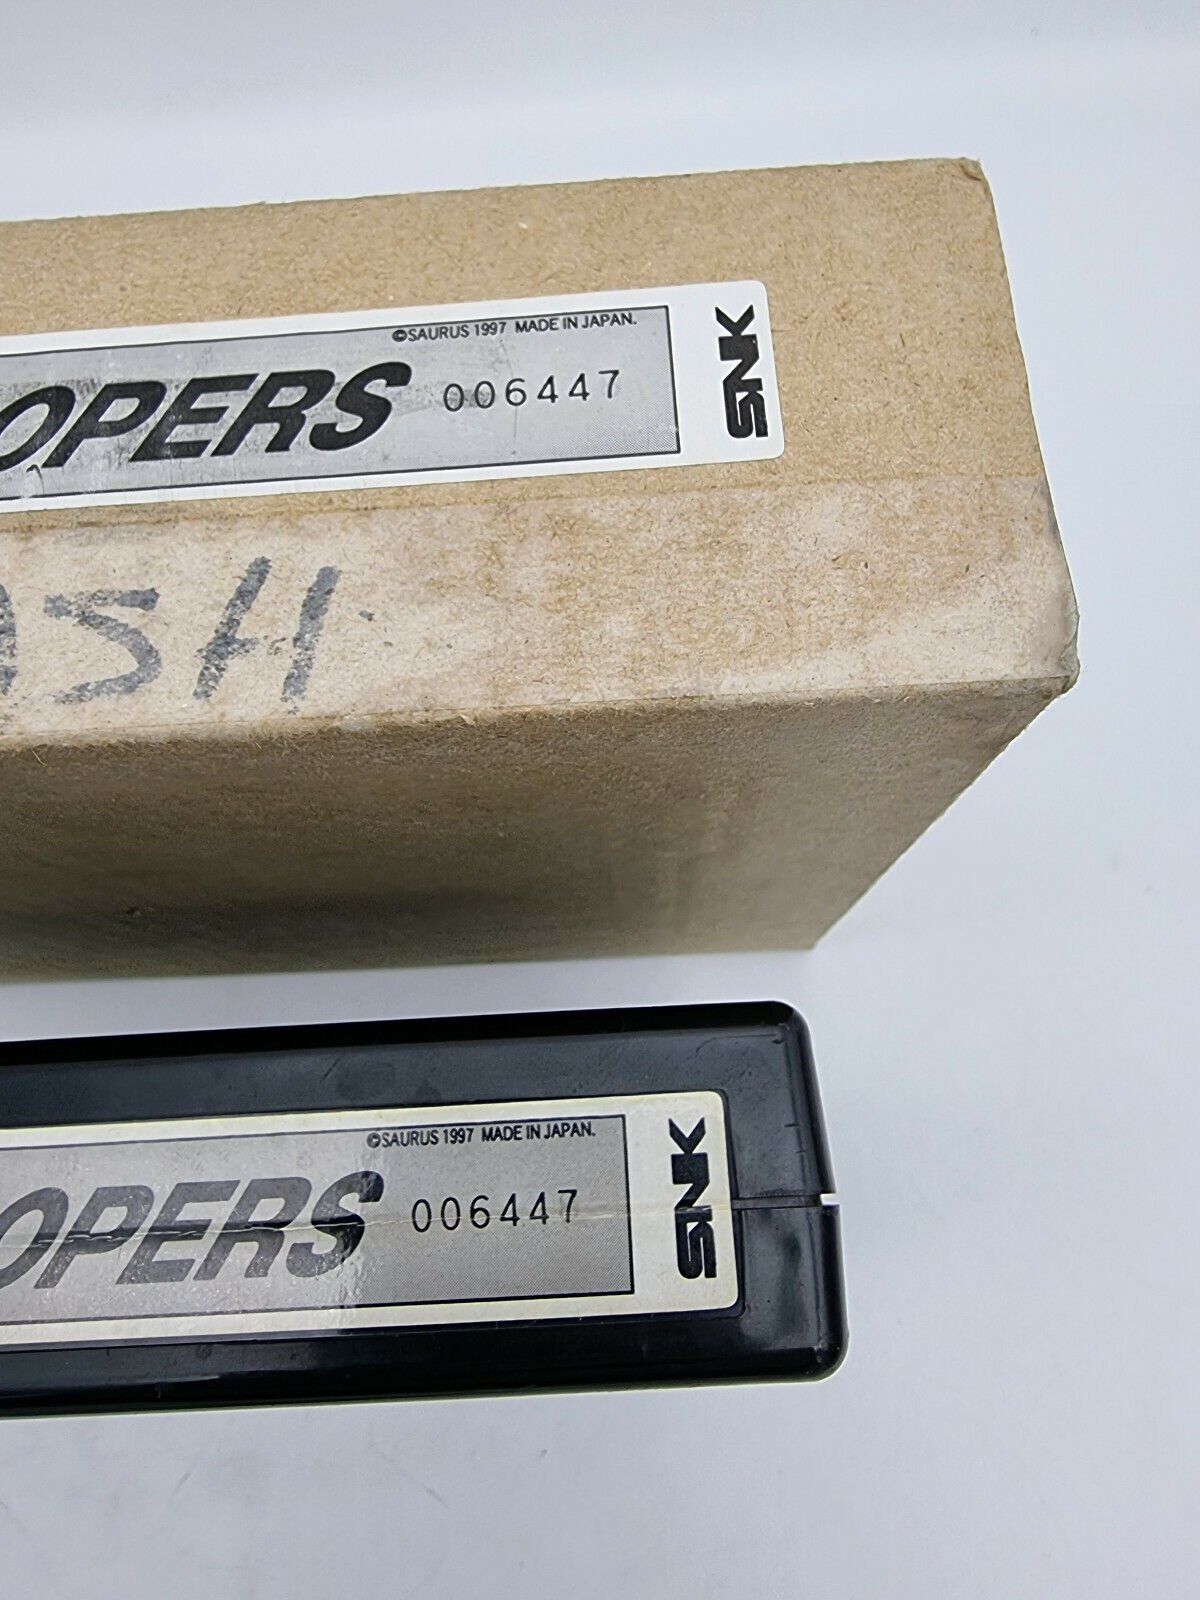 ©SAURUS 1997 MADE IN JAPAN.
OPERS 006447
SNK
ASH
©SAURUS 1997 MADE IN JAPAN.
OPERS 006447
SNK